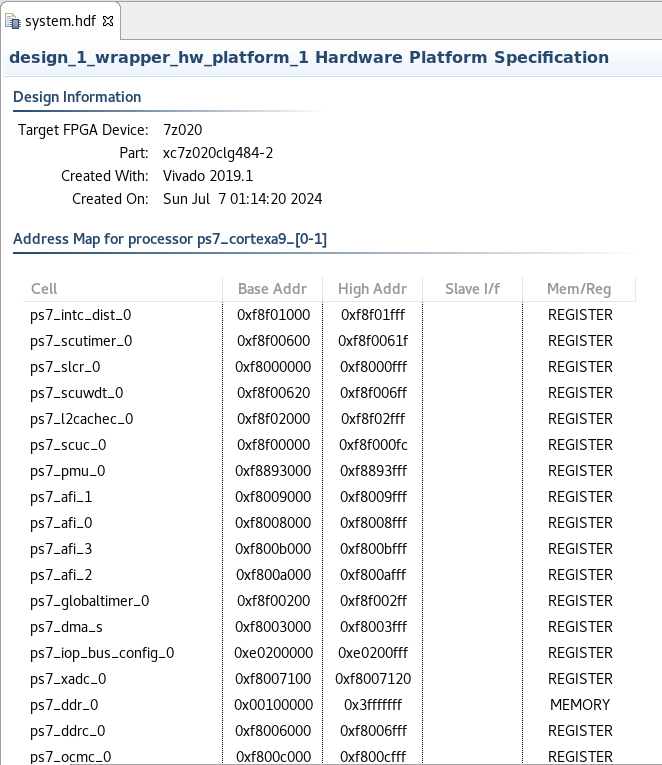 system.hdf
design_1_wrapper_hw_platform_1 Hardware Platform Specification
Design Information
Target FPGA Device: 7z020
Part: xc7z020clg484-2
Created With: Vivado 2019.1
Created On: Sun Jul  7 01:14:20 2024
Address Map for processor ps7_cortexa9_[0-1]
Cell Base Addr High Addr Slave I/f Mem/Reg
ps7_intc_dist_0 0xf8f01000 0xf8f01fff REGISTER
ps7_scutimer_0 0xf8f00600 0xf8f0061f REGISTER
ps7_slcr_0 0xf8000000 0xf8000fff REGISTER
ps7_scuwdt_0 0xf8f00620 0xf8f006ff REGISTER
ps7_l2cachec_0 0xf8f02000 0xf8f02fff REGISTER
ps7_scuc_0 0xf8f00000 0xf8f000fc REGISTER
ps7_pmu_0 0xf8893000 0xf8893fff REGISTER
ps7_afi_1 0xf8009000 0xf8009fff REGISTER
ps7_afi_0 0xf8008000 0xf8008fff REGISTER
ps7_afi_3 0xf800b000 0xf800bfff REGISTER
ps7_afi_2 0xf800a000 0xf800afff REGISTER
ps7_globaltimer_0 0xf8f00200 0xf8f002ff REGISTER
ps7_dma_s 0xf8003000 0xf8003fff REGISTER
ps7_iop_bus_config_0 0xe0200000 0xe0200fff REGISTER
ps7_xadc_0 0xf8007100 0xf8007120 REGISTER
ps7_ddr_0 0x00100000 0x3fffffff MEMORY
ps7_ddrc_0 0xf8006000 0xf8006fff REGISTER
ps7_ocmc_0 0xf800c000 0xf800cfff REGISTER